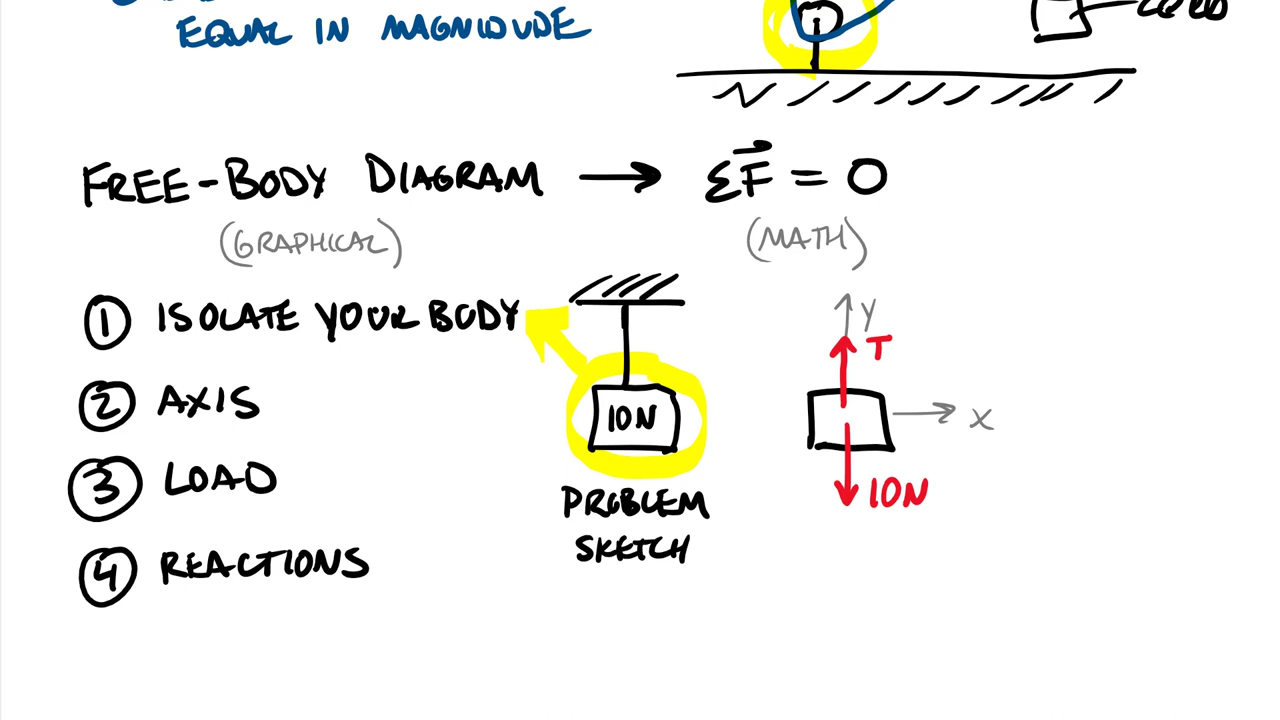 EQUAL IN MAGNIDUDE
FREE-BODY DIAGRAM → ΣF⃗ = 0
(GRAPHICAL) (MATH)
① ISOLATE YOUR BODY
② AXIS
③ LOAD
④ REACTIONS
10N
PROBLEM
SKETCH
y
T
x
10N